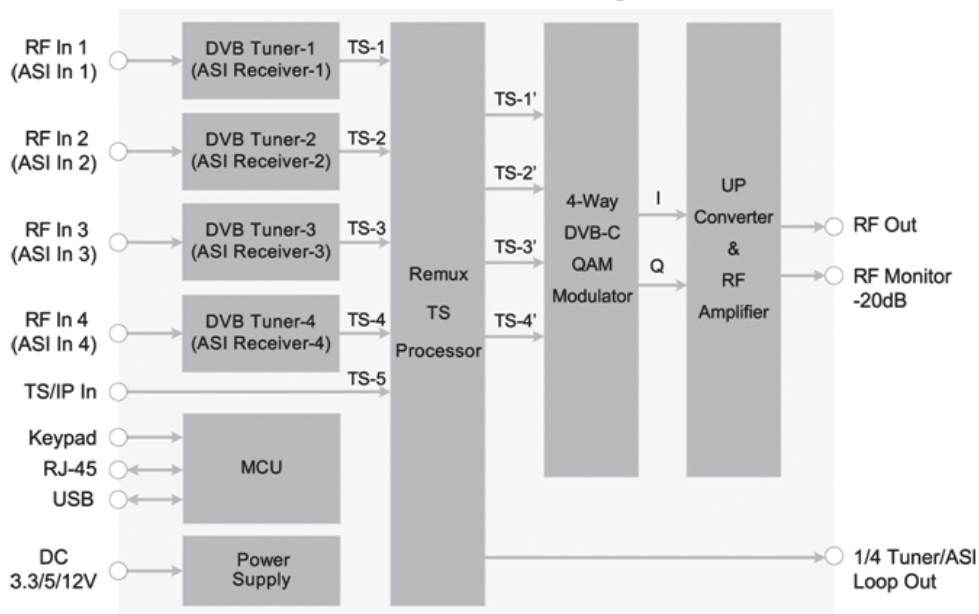 RF In 1
(ASI In 1)
DVB Tuner-1
(ASI Receiver-1)
TS-1
RF In 2
(ASI In 2)
DVB Tuner-2
(ASI Receiver-2)
TS-2
RF In 3
(ASI In 3)
DVB Tuner-3
(ASI Receiver-3)
TS-3
RF In 4
(ASI In 4)
DVB Tuner-4
(ASI Receiver-4)
TS-4
TS/IP In
TS-5
Keypad
RJ-45
USB
MCU
DC
3.3/5/12V
Power
Supply
Remux
TS
Processor
TS-1’
TS-2’
TS-3’
TS-4’
4-Way
DVB-C
QAM
Modulator
I
Q
UP
Converter
&
RF
Amplifier
RF Out
RF Monitor
-20dB
1/4 Tuner/ASI
Loop Out